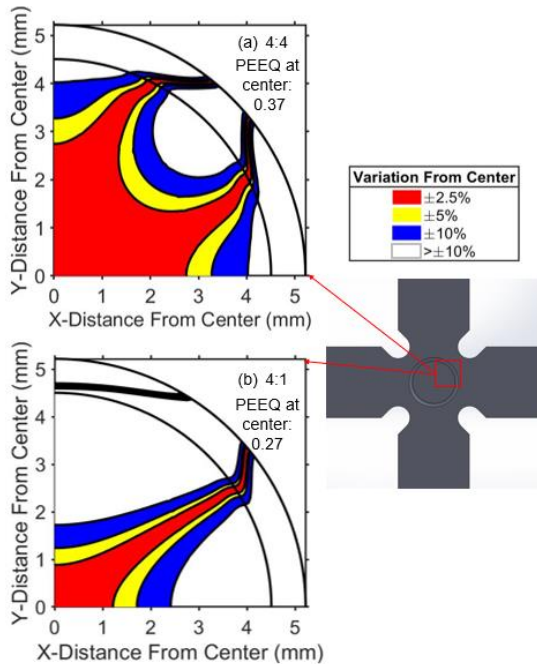 (a) 4:4
PEEQ at
center:
0.37
Y-Distance From Center (mm)
5
4
3
2
1
0
0 1 2 3 4 5
X-Distance From Center (mm)
Variation From Center
±2.5%
±5%
±10%
>±10%
(b) 4:1
PEEQ at
center:
0.27
Y-Distance From Center (mm)
5
4
3
2
1
0
0 1 2 3 4 5
X-Distance From Center (mm)